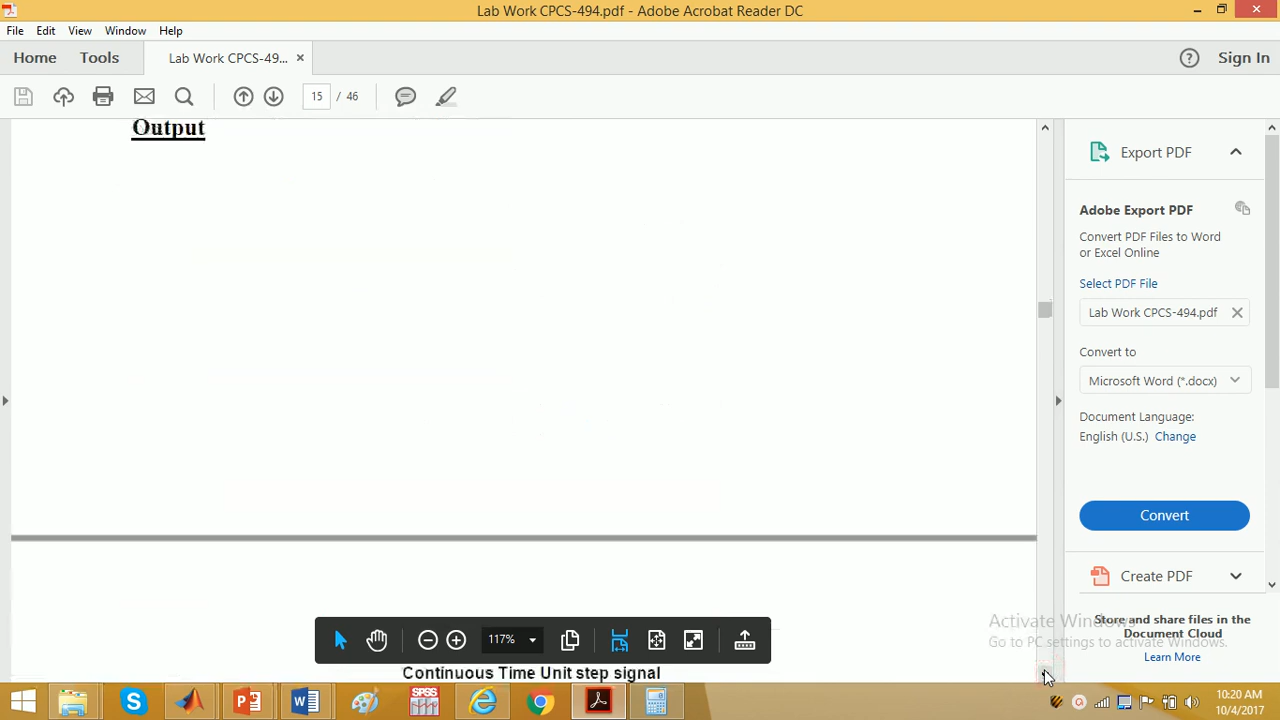 Lab Work CPCS-494.pdf - Adobe Acrobat Reader DC
File Edit View Window Help
Home Tools Lab Work CPCS-49... × Sign In
15 / 46
Output
Export PDF
Adobe Export PDF
Convert PDF Files to Word
or Excel Online
Select PDF File
Lab Work CPCS-494.pdf
Convert to
Microsoft Word (*.docx)
Document Language:
English (U.S.) Change
Convert
Create PDF
Activate Windows
Go to PC settings to activate Windows.
Store and share files in the
Document Cloud
Learn More
117%
Continuous Time Unit step signal
SPSS
10:20 AM
10/4/2017